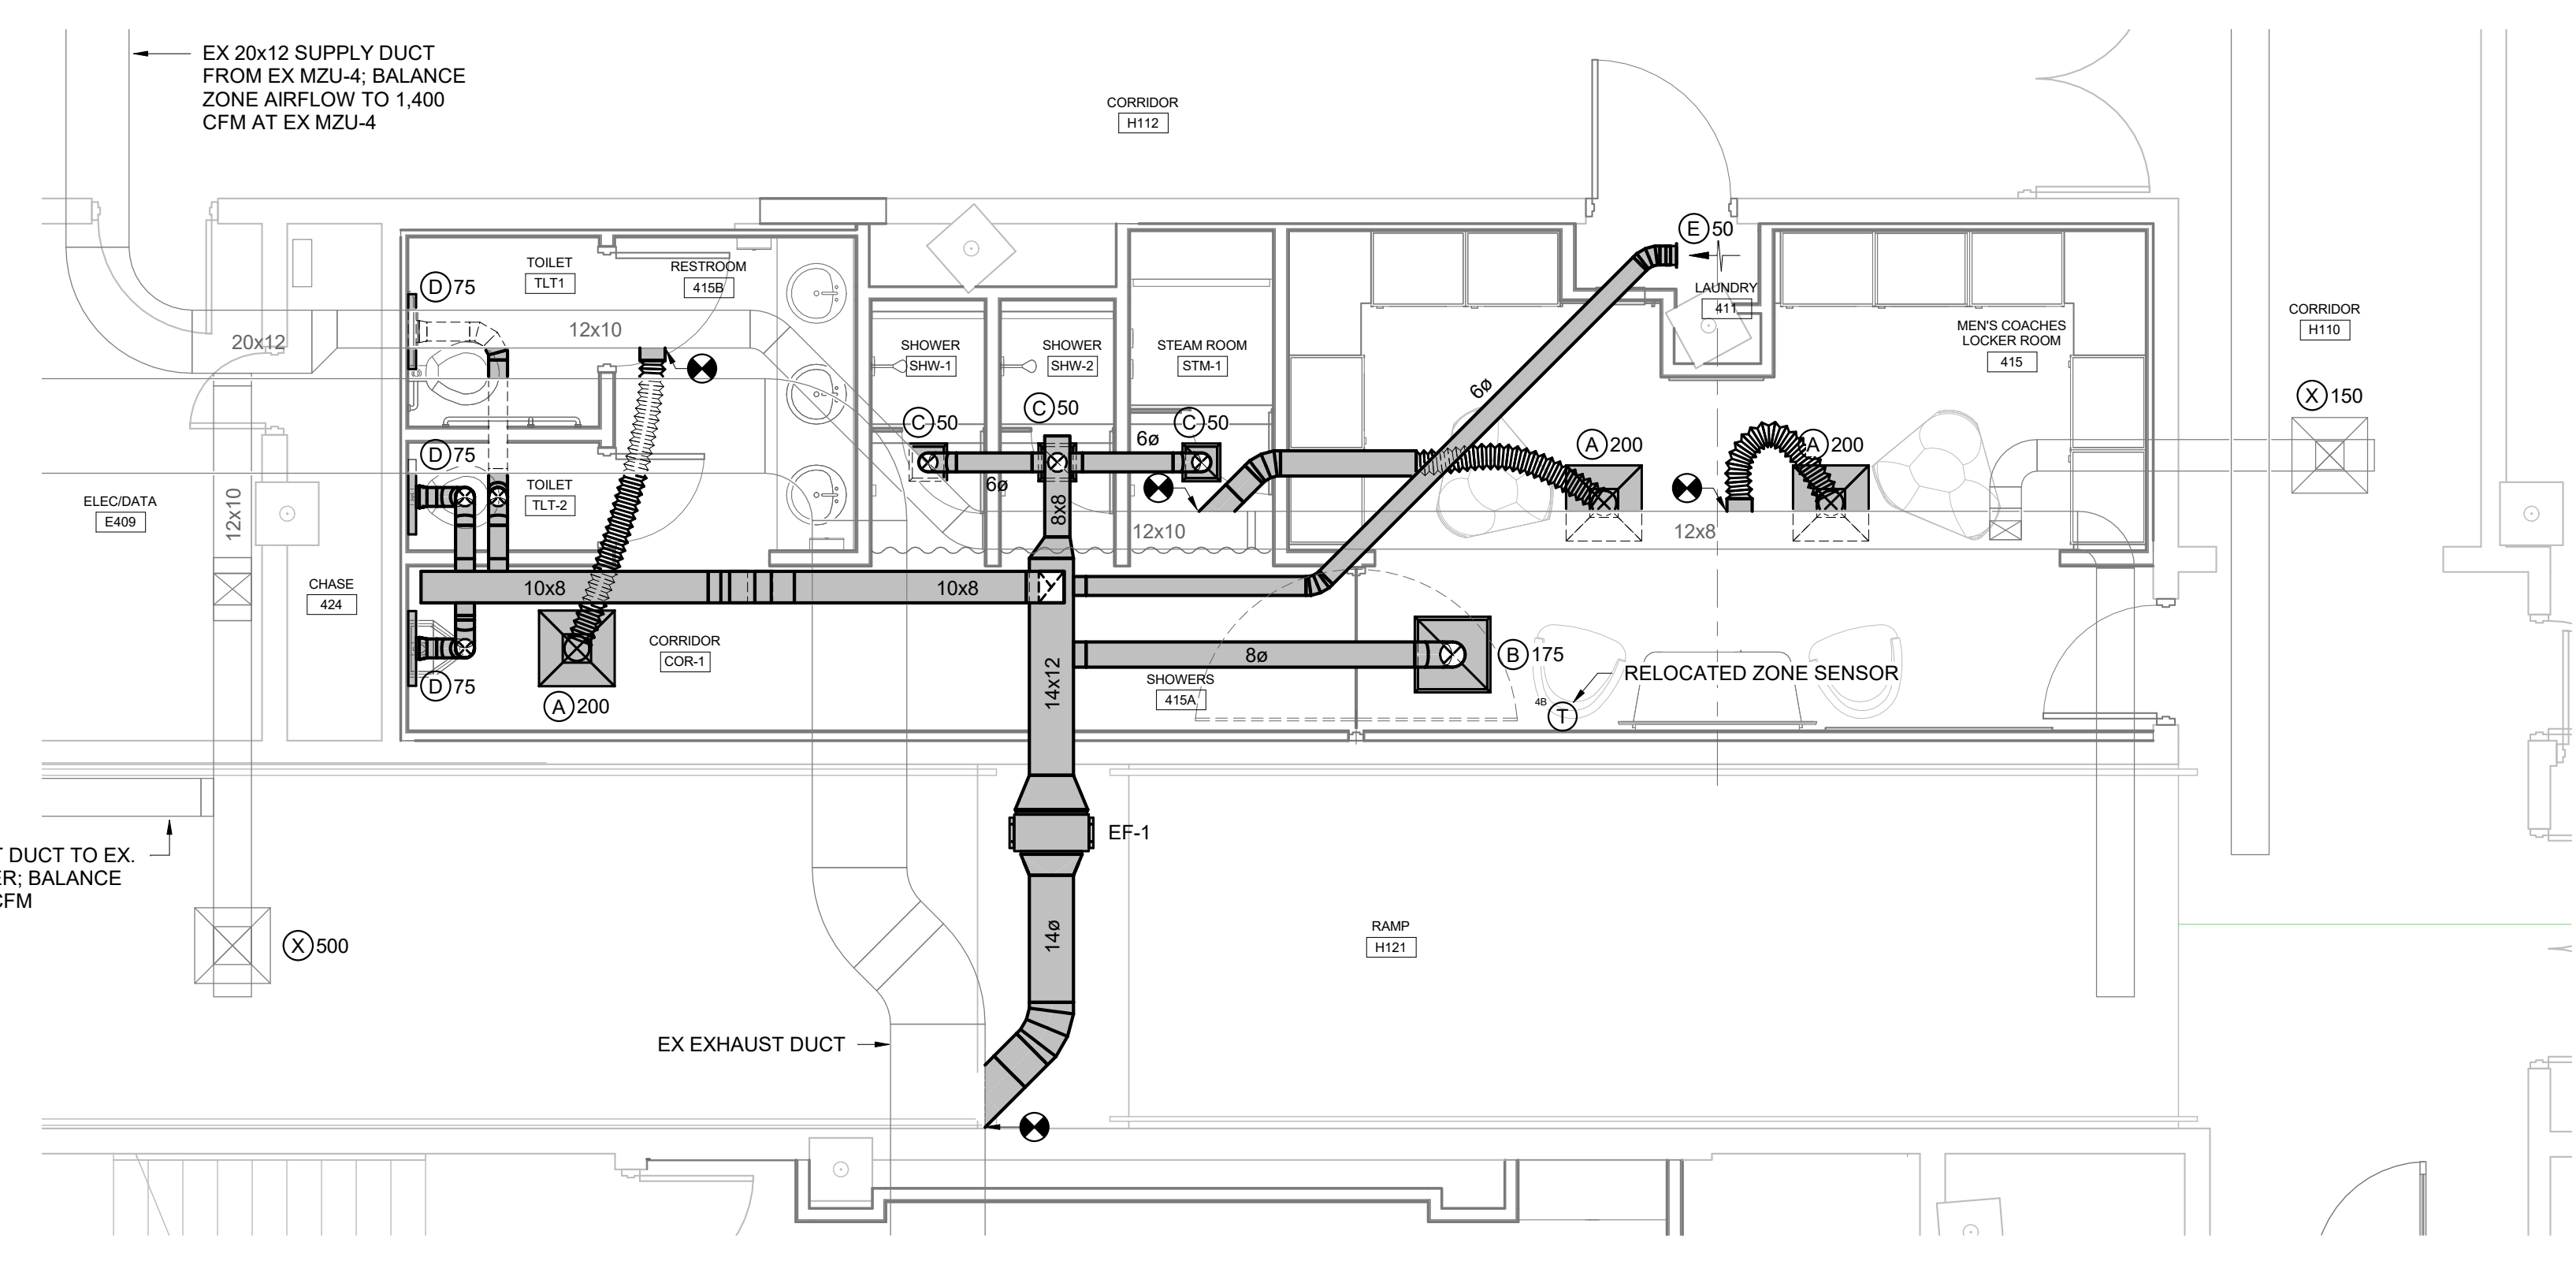 EX 20x12 SUPPLY DUCT
FROM EX MZU-4; BALANCE
ZONE AIRFLOW TO 1,400
CFM AT EX MZU-4
CORRIDOR
H112
E 50
TOILET
TLT1
RESTROOM
415B
D 75
LAUNDRY
411
CORRIDOR
H110
MEN'S COACHES
LOCKER ROOM
415
20x12
12x10
SHOWER
SHW-1
SHOWER
SHW-2
STEAM ROOM
STM-1
6ø
X 150
C 50
C 50
C 50
6ø
A 200
A 200
D 75
6ø
TOILET
TLT-2
ELEC/DATA
E409
12x10
8x8
12x10
12x8
CHASE
424
10x8
10x8
CORRIDOR
COR-1
14x12
8ø
B 175
SHOWERS
415A
RELOCATED ZONE SENSOR
D 75
A 200
4B
T
EF-1
T DUCT TO EX.
ER; BALANCE
CFM
X 500
14ø
RAMP
H121
EX EXHAUST DUCT